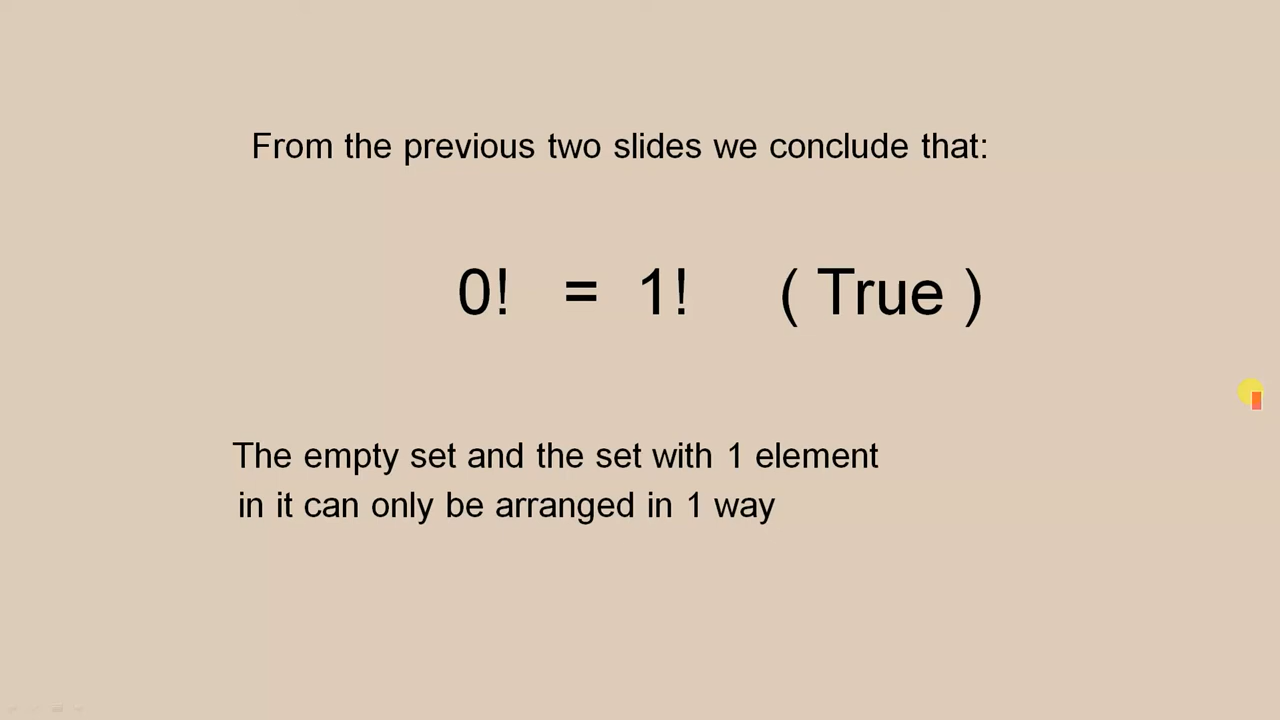 From the previous two slides we conclude that:
0! = 1! ( True )
The empty set and the set with 1 element
in it can only be arranged in 1 way